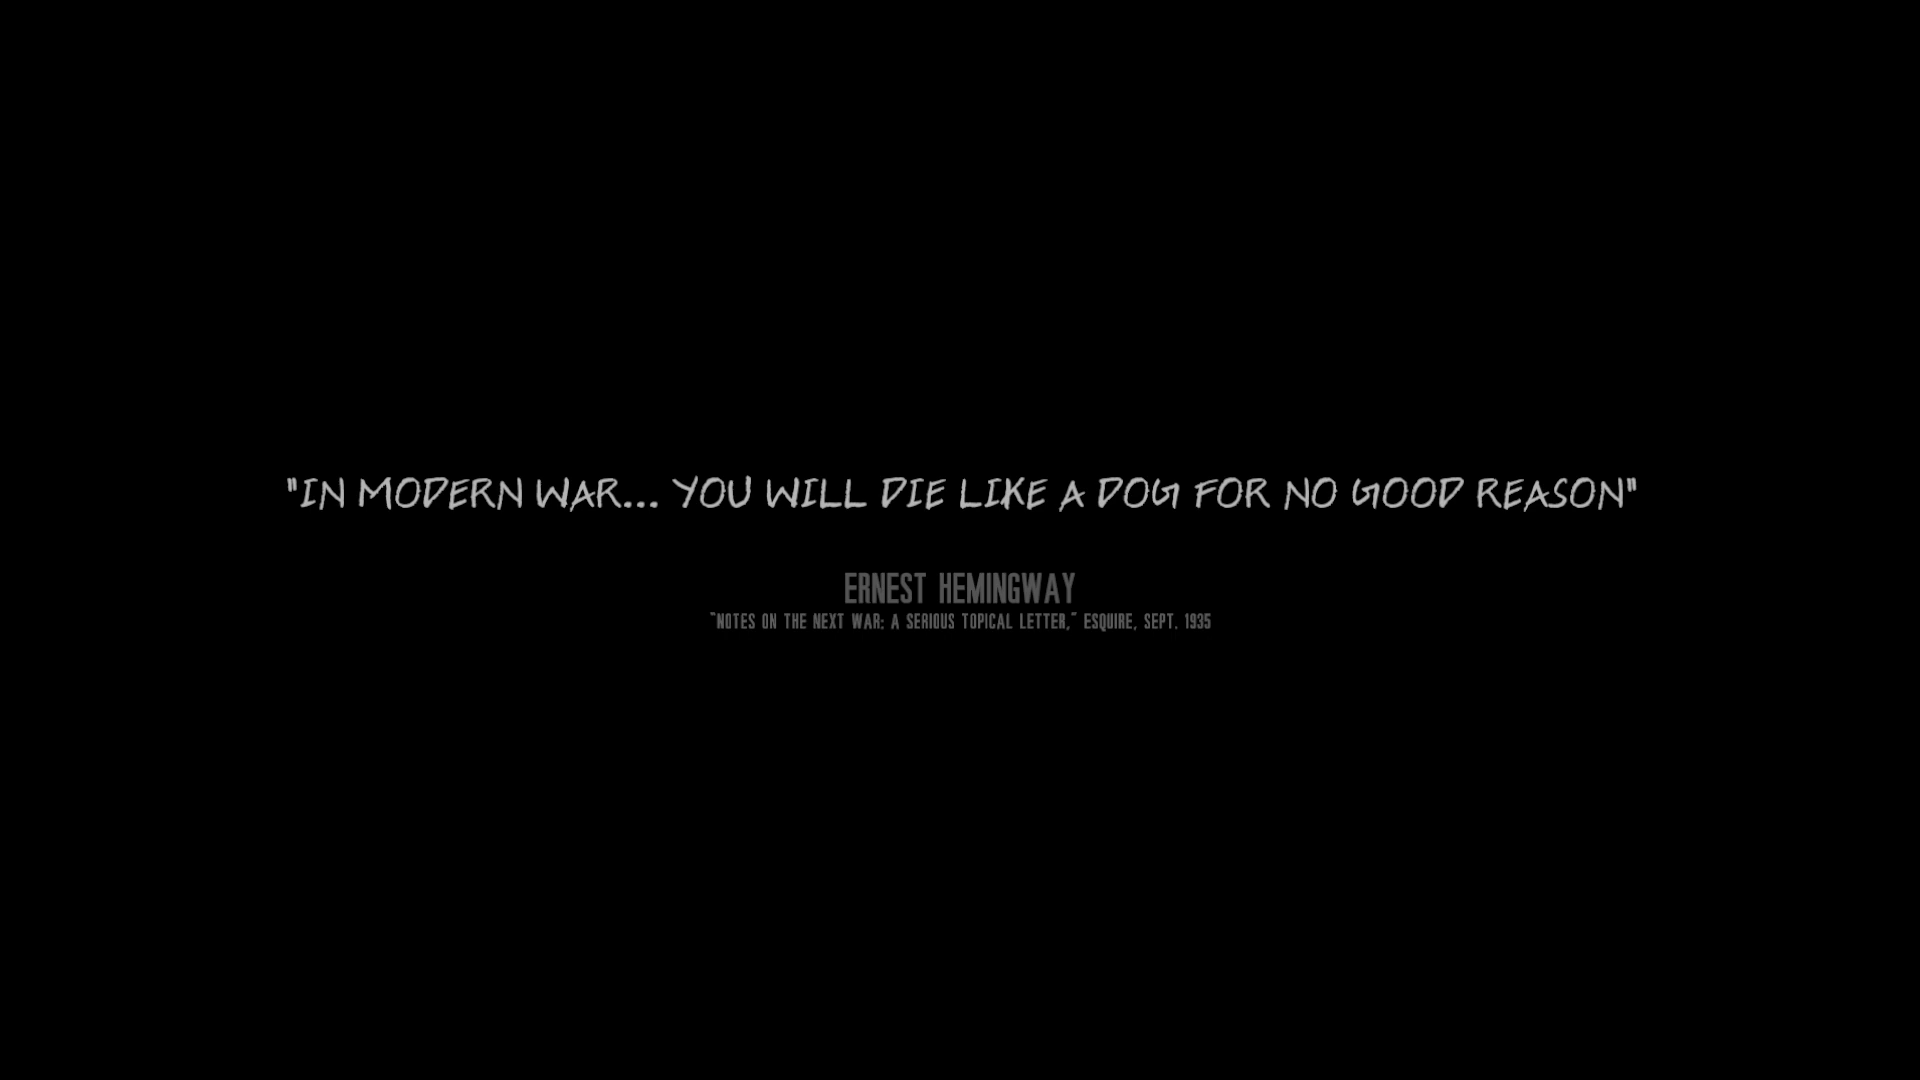 "IN MODERN WAR... YOU WILL DIE LIKE A DOG FOR NO GOOD REASON"
ERNEST HEMINGWAY
"NOTES ON THE NEXT WAR: A SERIOUS TOPICAL LETTER," ESQUIRE, SEPT. 1935